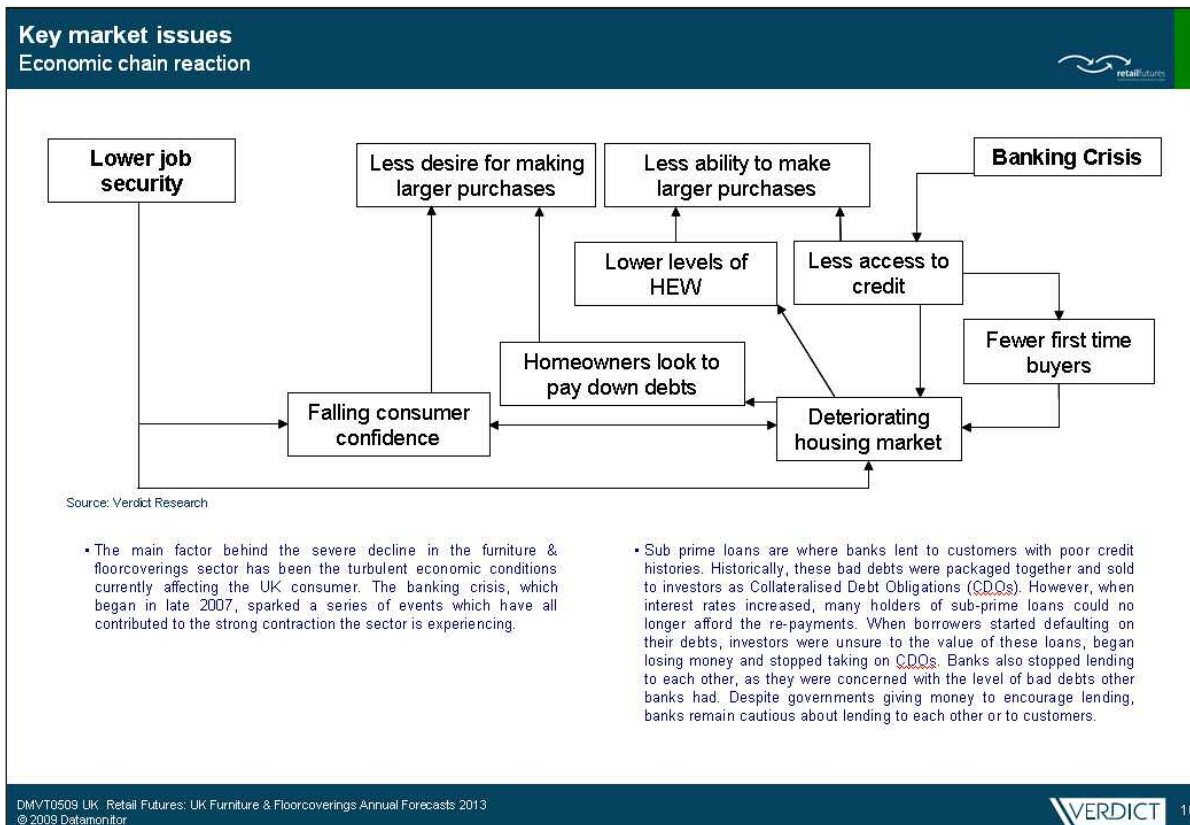 Key market issues
Economic chain reaction
retailfutures
Lower job
security
Less desire for making
larger purchases
Less ability to make
larger purchases
Banking Crisis
Lower levels of
HEW
Less access to
credit
Fewer first time
buyers
Homeowners look to
pay down debts
Falling consumer
confidence
Deteriorating
housing market
Source: Verdict Research
▪ The main factor behind the severe decline in the furniture &
floorcoverings sector has been the turbulent economic conditions
currently affecting the UK consumer. The banking crisis, which
began in late 2007, sparked a series of events which have all
contributed to the strong contraction the sector is experiencing.
▪ Sub prime loans are where banks lent to customers with poor credit
histories. Historically, these bad debts were packaged together and sold
to investors as Collateralised Debt Obligations (CDOs). However, when
interest rates increased, many holders of sub-prime loans could no
longer afford the re-payments. When borrowers started defaulting on
their debts, investors were unsure to the value of these loans, began
losing money and stopped taking on CDOs. Banks also stopped lending
to each other, as they were concerned with the level of bad debts other
banks had. Despite governments giving money to encourage lending,
banks remain cautious about lending to each other or to customers.
DMVT0509 UK Retail Futures: UK Furniture & Floorcoverings Annual Forecasts 2013
© 2009 Datamonitor
VERDICT